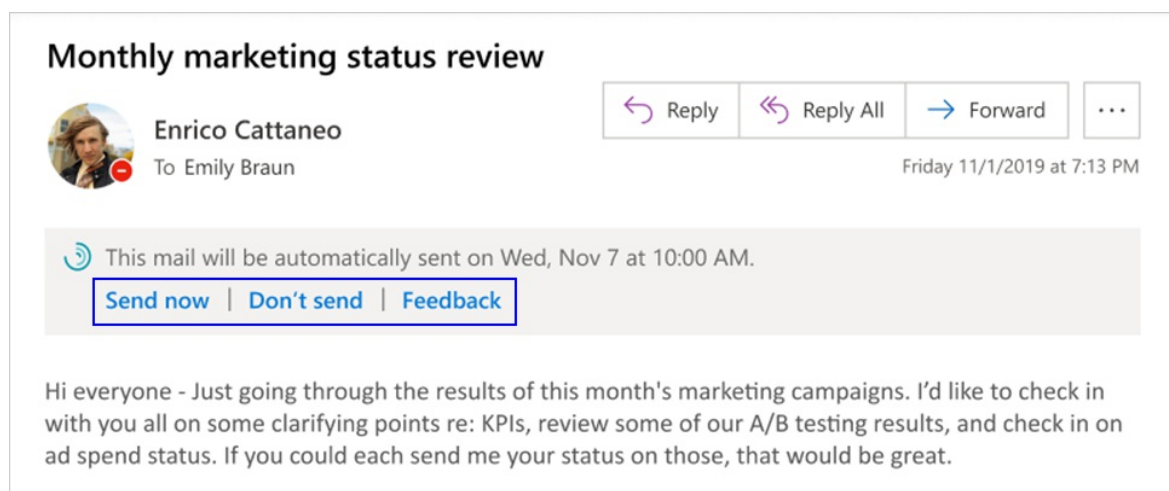 Monthly marketing status review
Reply
Reply All
Forward
...
Enrico Cattaneo
To Emily Braun
Friday 11/1/2019 at 7:13 PM
This mail will be automatically sent on Wed, Nov 7 at 10:00 AM.
Send now | Don't send | Feedback
Hi everyone - Just going through the results of this month's marketing campaigns. I’d like to check in
with you all on some clarifying points re: KPIs, review some of our A/B testing results, and check in on
ad spend status. If you could each send me your status on those, that would be great.